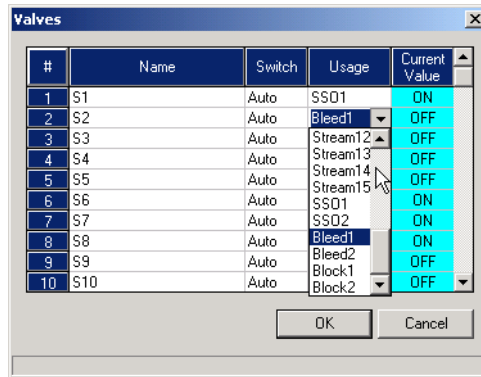 Valves
# Name Switch Usage Current Value
1 S1 Auto SSO1 ON
2 S2 Auto Bleed1 OFF
3 S3 Auto Stream12 OFF
4 S4 Auto Stream13 OFF
5 S5 Auto Stream14 OFF
Stream15
6 S6 Auto SSO1 ON
7 S7 Auto SSO2 ON
8 S8 Auto Bleed1 ON
9 S9 Auto Bleed2 OFF
Block1
10 S10 Auto Block2 OFF
OK Cancel